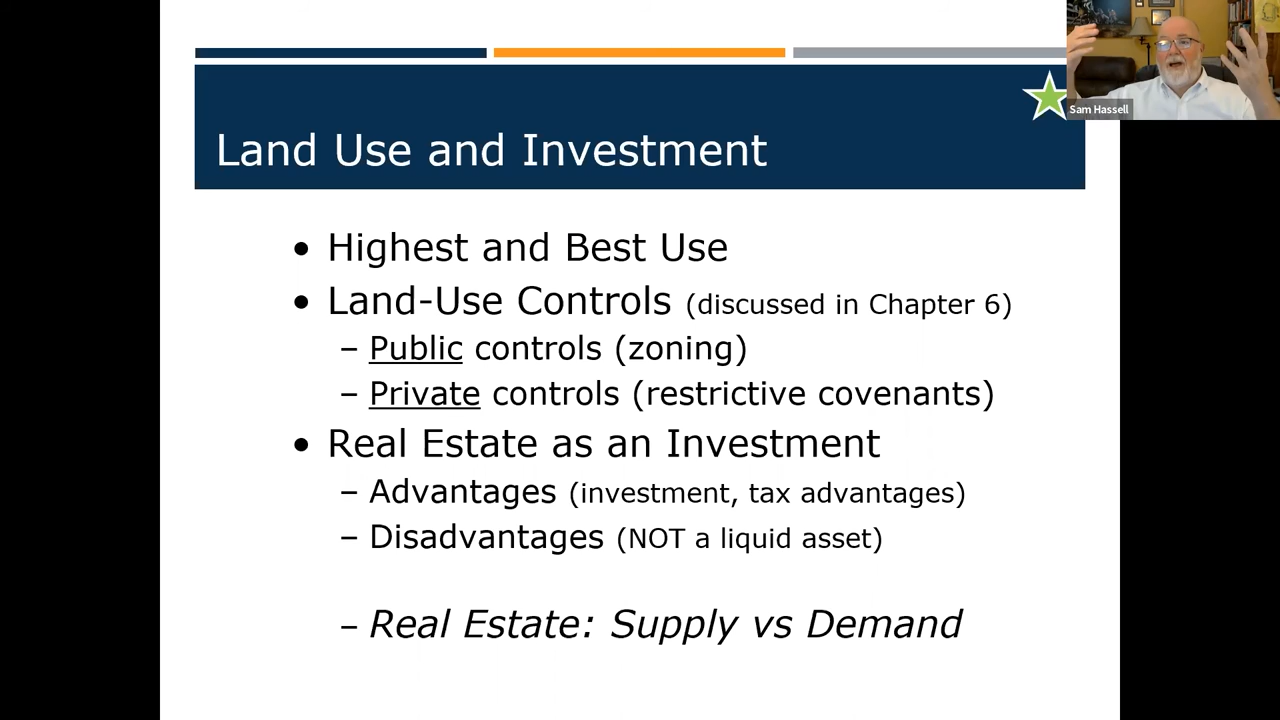 Sam Hassell
Land Use and Investment
• Highest and Best Use
• Land-Use Controls (discussed in Chapter 6)
– Public controls (zoning)
– Private controls (restrictive covenants)
• Real Estate as an Investment
– Advantages (investment, tax advantages)
– Disadvantages (NOT a liquid asset)
– Real Estate: Supply vs Demand